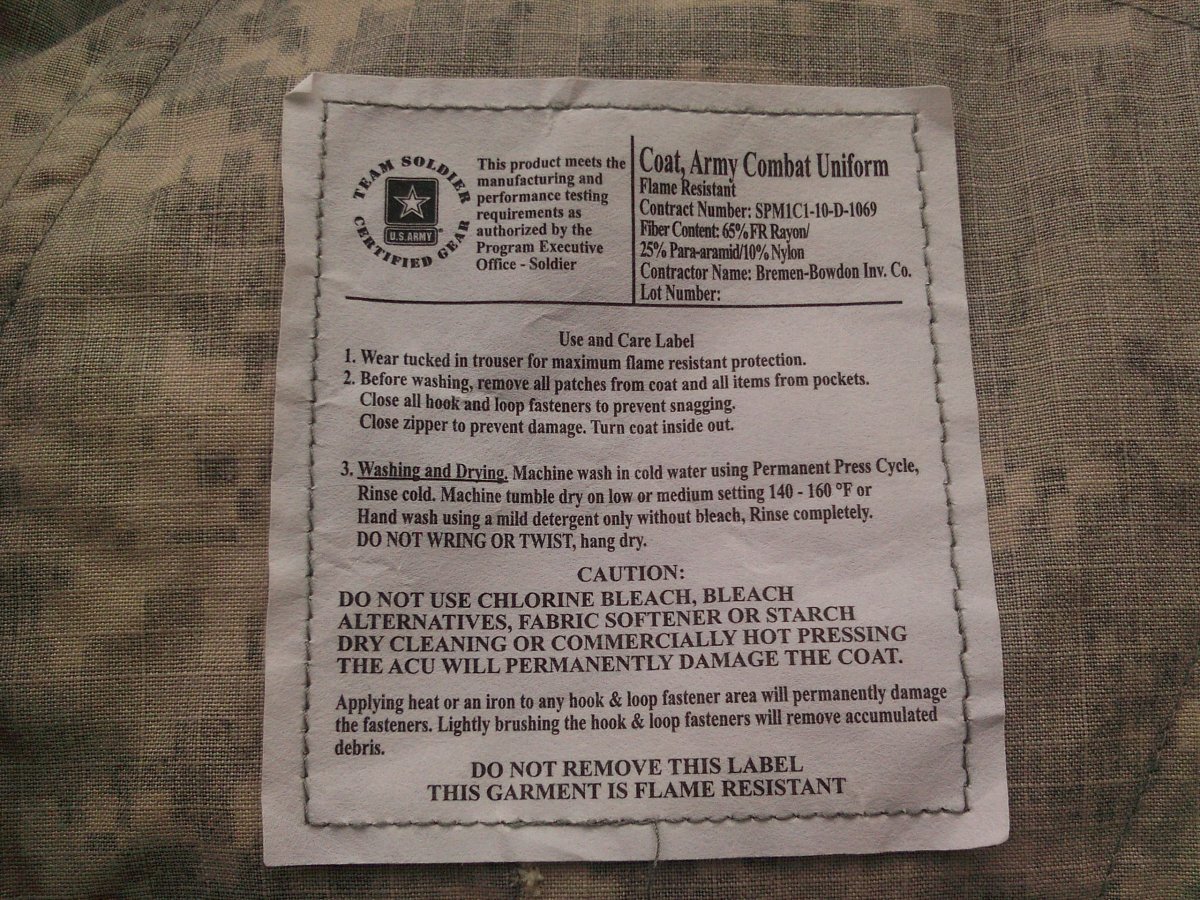 TEAM SOLDIER
CERTIFIED GEAR
U.S.ARMY
This product meets the
manufacturing and
performance testing
requirements as
authorized by the
Program Executive
Office - Soldier
Coat, Army Combat Uniform
Flame Resistant
Contract Number: SPM1C1-10-D-1069
Fiber Content: 65% FR Rayon/
25% Para-aramid/10% Nylon
Contractor Name: Bremen-Bowdon Inv. Co.
Lot Number:
Use and Care Label
1. Wear tucked in trouser for maximum flame resistant protection.
2. Before washing, remove all patches from coat and all items from pockets.
Close all hook and loop fasteners to prevent snagging.
Close zipper to prevent damage. Turn coat inside out.
3. Washing and Drying. Machine wash in cold water using Permanent Press Cycle,
Rinse cold. Machine tumble dry on low or medium setting 140 - 160 °F or
Hand wash using a mild detergent only without bleach, Rinse completely.
DO NOT WRING OR TWIST, hang dry.
CAUTION:
DO NOT USE CHLORINE BLEACH, BLEACH
ALTERNATIVES, FABRIC SOFTENER OR STARCH
DRY CLEANING OR COMMERCIALLY HOT PRESSING
THE ACU WILL PERMANENTLY DAMAGE THE COAT.
Applying heat or an iron to any hook & loop fastener area will permanently damage
the fasteners. Lightly brushing the hook & loop fasteners will remove accumulated
debris.
DO NOT REMOVE THIS LABEL
THIS GARMENT IS FLAME RESISTANT